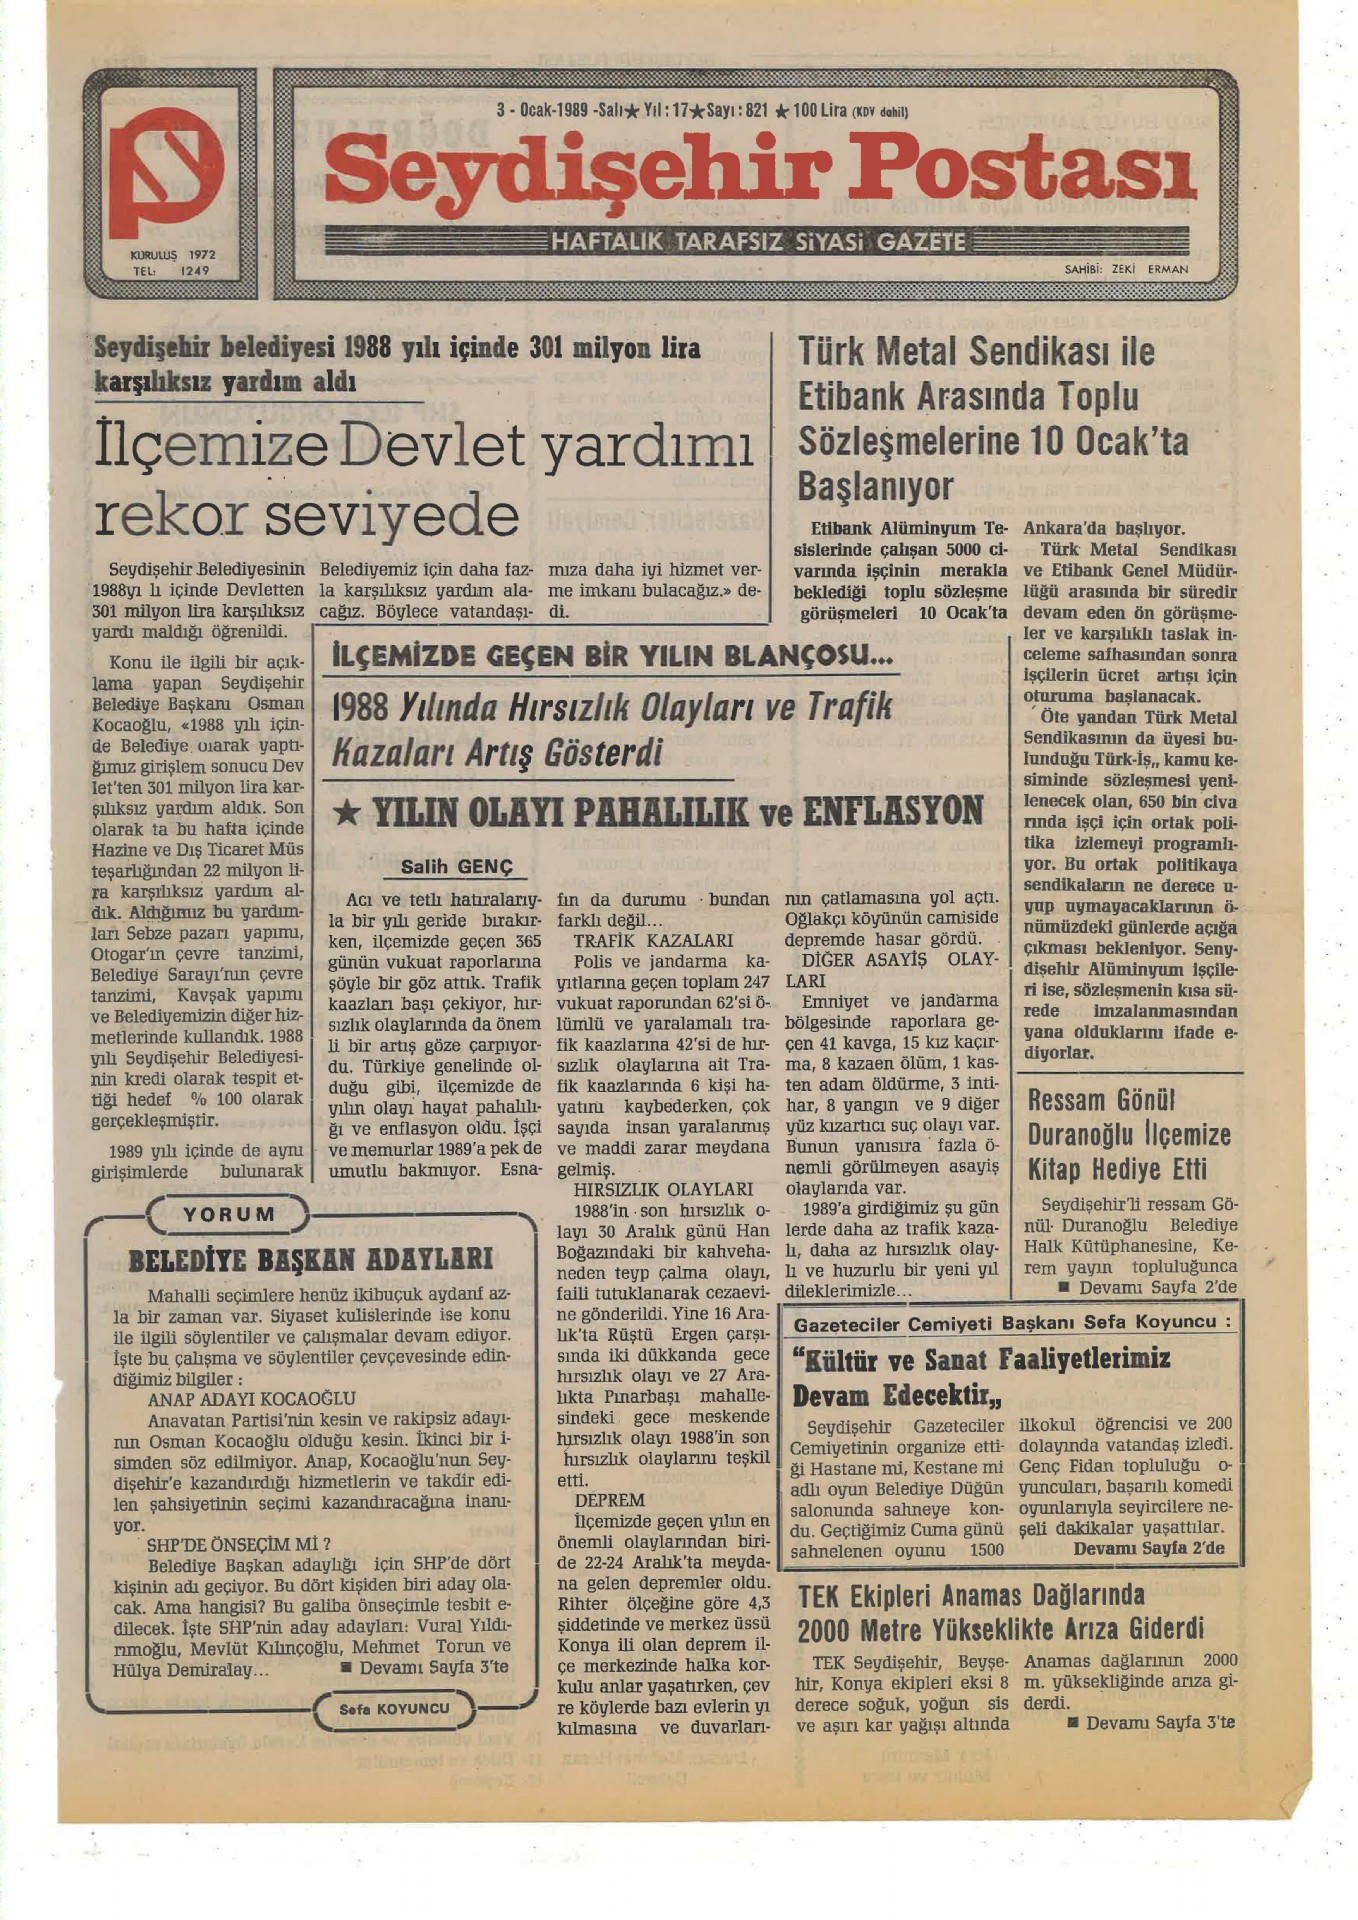 3 - Ocak-1989 -Salı★ Yıl : 17★Sayı : 821 ★ 100 Lira (KDV dahil)
Seydişehir Postası
HAFTALIK TARAFSIZ SİYASİ GAZETE
SAHİBİ: ZEKİ ERMAN
KURULUŞ 1972
TEL: 1249
Seydişehir belediyesi 1988 yılı içinde 301 milyon lira
karşılıksız yardım aldı
İlçemize Devlet yardımı
rekor seviyede
Seydişehir Belediyesinin
1988yı lı içinde Devletten
301 milyon lira karşılıksız
yardı maldığı öğrenildi.
Konu ile ilgili bir açık-
lama yapan Seydişehir
Belediye Başkanı Osman
Kocaoğlu, «1988 yılı için-
de Belediye olarak yaptı-
ğımız girişlem sonucu Dev
let'ten 301 milyon lira kar-
şılıksız yardım aldık. Son
olarak ta bu hafta içinde
Hazine ve Dış Ticaret Müs
teşarlığından 22 milyon li-
ra karşılıksız yardım al-
dık. Aldığımız bu yardım-
ları Sebze pazarı yapımı,
Otogar'ın çevre tanzimi,
Belediye Sarayı'nın çevre
tanzimi, Kavşak yapımı
ve Belediyemizin diğer hiz-
metlerinde kullandık. 1988
yılı Seydişehir Belediyesi-
nin kredi olarak tespit et-
tiği hedef % 100 olarak
gerçekleşmiştir.
1989 yılı içinde de aynı
girişimlerde bulunarak
Belediyemiz için daha faz-
la karşılıksız yardım ala-
cağız. Böylece vatandaşı-
mıza daha iyi hizmet ver-
me imkanı bulacağız.» de-
di.
Türk Metal Sendikası ile
Etibank Arasında Toplu
Sözleşmelerine 10 Ocak'ta
Başlanıyor
Etibank Alüminyum Te-
sislerinde çalışan 5000 ci-
varında işçinin merakla
beklediği toplu sözleşme
görüşmeleri 10 Ocak'ta
Ankara'da başlıyor.
Türk Metal Sendikası
ve Etibank Genel Müdür-
lüğü arasında bir süredir
devam eden ön görüşme-
ler ve karşılıklı taslak in-
celeme safhasından sonra
işçilerin ücret artışı için
oturuma başlanacak.
Öte yandan Türk Metal
Sendikasının da üyesi bu-
lunduğu Türk-İş,, kamu ke-
siminde sözleşmesi yeni-
lenecek olan, 650 bin civa
rında işçi için ortak poli-
tika izlemeyi programlı-
yor. Bu ortak politikaya
sendikaların ne derece u-
yup uymayacaklarının ö-
nümüzdeki günlerde açığa
çıkması bekleniyor. Seny-
dişehir Alüminyum işçile-
ri ise, sözleşmenin kısa sü-
rede imzalanmasından
yana olduklarını ifade e-
diyorlar.
İLÇEMİZDE GEÇEN BİR YILIN BLANÇOSU...
1988 Yılında Hırsızlık Olayları ve Trafik
Kazaları Artış Gösterdi
★ YILIN OLAYI PAHALILIK ve ENFLASYON
Salih GENÇ
Acı ve tetlı hatıralarıy-
la bir yılı geride bırakır-
ken, ilçemizde geçen 365
günün vukuat raporlarına
şöyle bir göz attık. Trafik
kaazları başı çekiyor, hır-
sızlık olaylarında da önem
li bir artış göze çarpıyor-
du. Türkiye genelinde ol-
duğu gibi, ilçemizde de
yılın olayı hayat pahalılı-
ğı ve enflasyon oldu. İşçi
ve memurlar 1989'a pek de
umutlu bakmıyor. Esna-
fın da durumu bundan
farklı değil...
TRAFİK KAZALARI
Polis ve jandarma ka-
yıtlarına geçen toplam 247
vukuat raporundan 62'si ö-
lümlü ve yaralamalı tra-
fik kaazlarına 42'si de hır-
sızlık olaylarına ait Tra-
fik kaazlarında 6 kişi ha-
yatını kaybederken, çok
sayıda insan yaralanmış
ve maddi zarar meydana
gelmiş.
HIRSIZLIK OLAYLARI
1988'in son hırsızlık o-
layı 30 Aralık günü Han
Boğazındaki bir kahveha-
neden teyp çalma olayı,
faili tutuklanarak cezaevi-
ne gönderildi. Yine 16 Ara-
lık'ta Rüştü Ergen çarşı-
sında iki dükkanda gece
hırsızlık olayı ve 27 Ara-
lıkta Pınarbaşı mahalle-
sindeki gece meskende
hırsızlık olayı 1988'in son
hırsızlık olaylarını teşkil
etti.
DEPREM
İlçemizde geçen yılın en
önemli olaylarından biri-
de 22-24 Aralık'ta meyda-
na gelen depremler oldu.
Rihter ölçeğine göre 4,3
şiddetinde ve merkez üssü
Konya ili olan deprem il-
çe merkezinde halka kor-
kulu anlar yaşatırken, çev
re köylerde bazı evlerin yı
kılmasına ve duvarları-
nın çatlamasına yol açtı.
Oğlakçı köyünün camiside
depremde hasar gördü.
DİĞER ASAYİŞ OLAY-
LARI
Emniyet ve jandarma
bölgesinde raporlara ge-
çen 41 kavga, 15 kız kaçır-
ma, 8 kazaen ölüm, 1 kas-
ten adam öldürme, 3 inti-
har, 8 yangın ve 9 diğer
yüz kızartıcı suç olayı var.
Bunun yanısıra fazla ö-
nemli görülmeyen asayiş
olaylarıda var.
1989'a girdiğimiz şu gün
lerde daha az trafik kaza-
lı, daha az hırsızlık olay-
lı ve huzurlu bir yeni yıl
dileklerimizle...
Ressam Gönül
Duranoğlu İlçemize
Kitap Hediye Etti
Seydişehir'li ressam Gö-
nül Duranoğlu Belediye
Halk Kütüphanesine, Ke-
rem yayın topluluğunca
■ Devamı Sayfa 2'de
YORUM
BELEDİYE BAŞKAN ADAYLARI
Mahalli seçimlere henüz ikibuçuk aydanf az-
la bir zaman var. Siyaset kulislerinde ise konu
ile ilgili söylentiler ve çalışmalar devam ediyor.
İşte bu çalışma ve söylentiler çevçevesinde edin-
diğimiz bilgiler :
ANAP ADAYI KOCAOĞLU
Anavatan Partisi'nin kesin ve rakipsiz adayı-
nın Osman Kocaoğlu olduğu kesin. İkinci bir i-
simden söz edilmiyor. Anap, Kocaoğlu'nun Sey-
dişehir'e kazandırdığı hizmetlerin ve takdir edi-
len şahsiyetinin seçimi kazandıracağına inanı-
yor.
SHP'DE ÖNSEÇİM Mİ ?
Belediye Başkan adaylığı için SHP'de dört
kişinin adı geçiyor. Bu dört kişiden biri aday ola-
cak. Ama hangisi? Bu galiba önseçimle tesbit e-
dilecek. İşte SHP'nin aday adayları: Vural Yıldı-
rımoğlu, Mevlüt Kılınçoğlu, Mehmet Torun ve
Hülya Demiralay... ■ Devamı Sayfa 3'te
Sefa KOYUNCU
Gazeteciler Cemiyeti Başkanı Sefa Koyuncu :
“Kültür ve Sanat Faaliyetlerimiz
Devam Edecektir„
Seydişehir Gazeteciler
Cemiyetinin organize etti-
ği Hastane mi, Kestane mi
adlı oyun Belediye Düğün
salonunda sahneye kon-
du. Geçtiğimiz Cuma günü
sahnelenen oyunu 1500
ilkokul öğrencisi ve 200
dolayında vatandaş izledi.
Genç Fidan topluluğu o-
yuncuları, başarılı komedi
oyunlarıyla seyircilere ne-
şeli dakikalar yaşattılar.
Devamı Sayfa 2'de
TEK Ekipleri Anamas Dağlarında
2000 Metre Yükseklikte Arıza Giderdi
TEK Seydişehir, Beyşe-
hir, Konya ekipleri eksi 8
derece soğuk, yoğun sis
ve aşırı kar yağışı altında
Anamas dağlarının 2000
m. yüksekliğinde arıza gi-
derdi.
■ Devamı Sayfa 3'te